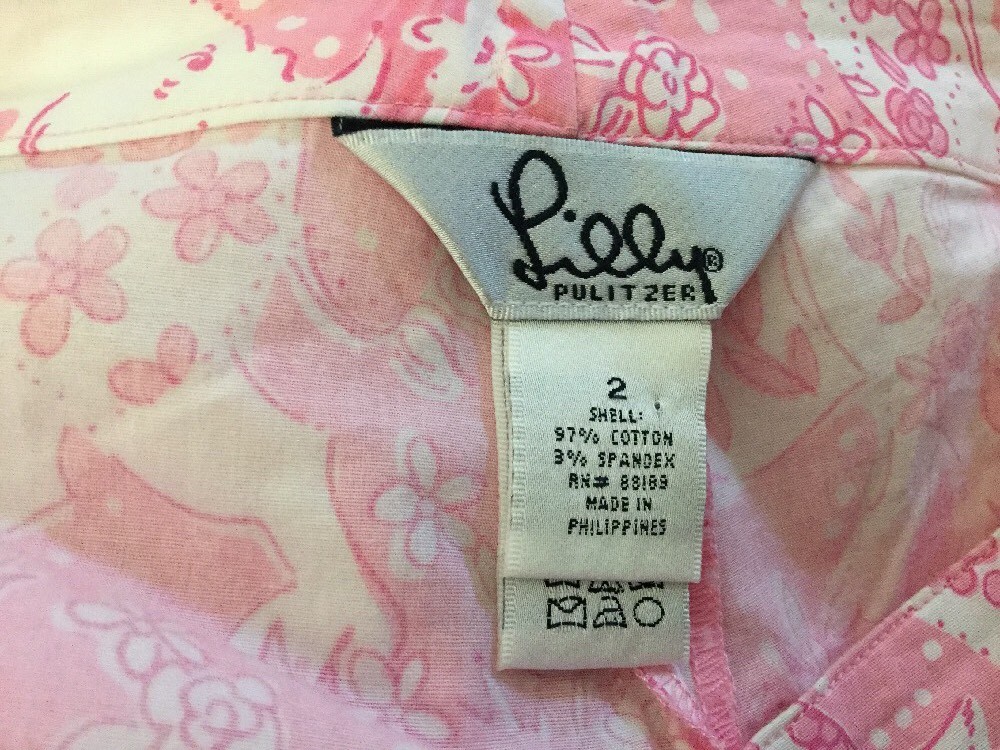 Lilly®
PULITZER
2
SHELL:
97% COTTON
3% SPANDEX
RN# 88189
MADE IN
PHILIPPINES